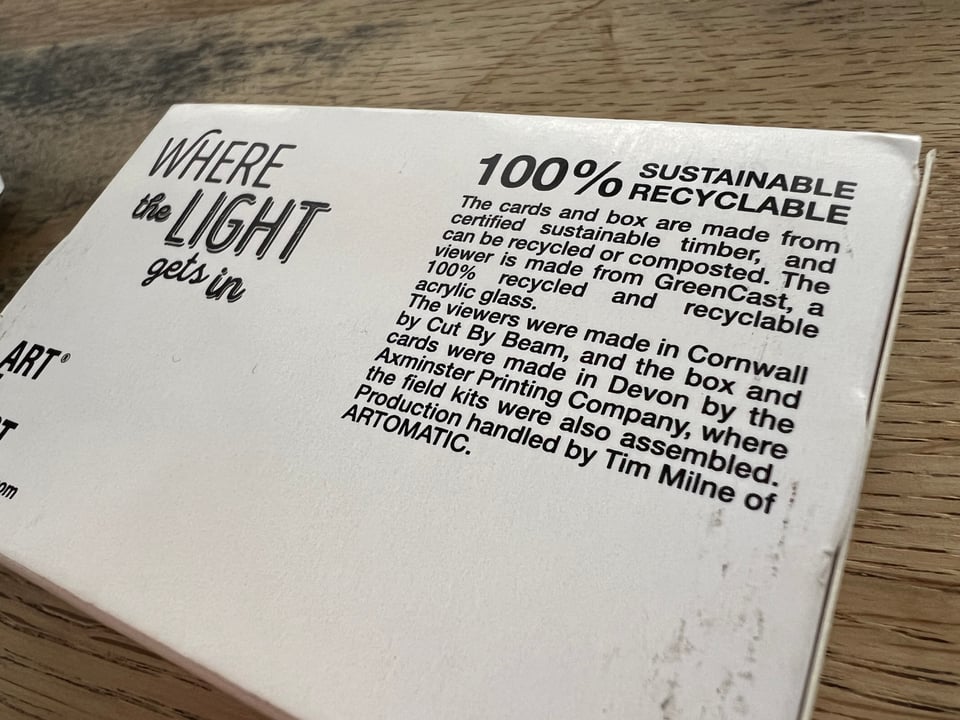 WHERE
the LIGHT
gets in
100% SUSTAINABLE
RECYCLABLE
The cards and box are made from
certified sustainable timber, and
can be recycled or composted. The
viewer is made from GreenCast, a
100% recycled and recyclable
acrylic glass.
The viewers were made in Cornwall
by Cut By Beam, and the box and
cards were made in Devon by the
Axminster Printing Company, where
the field kits were also assembled.
Production handled by Tim Milne of
ARTOMATIC.
ART®